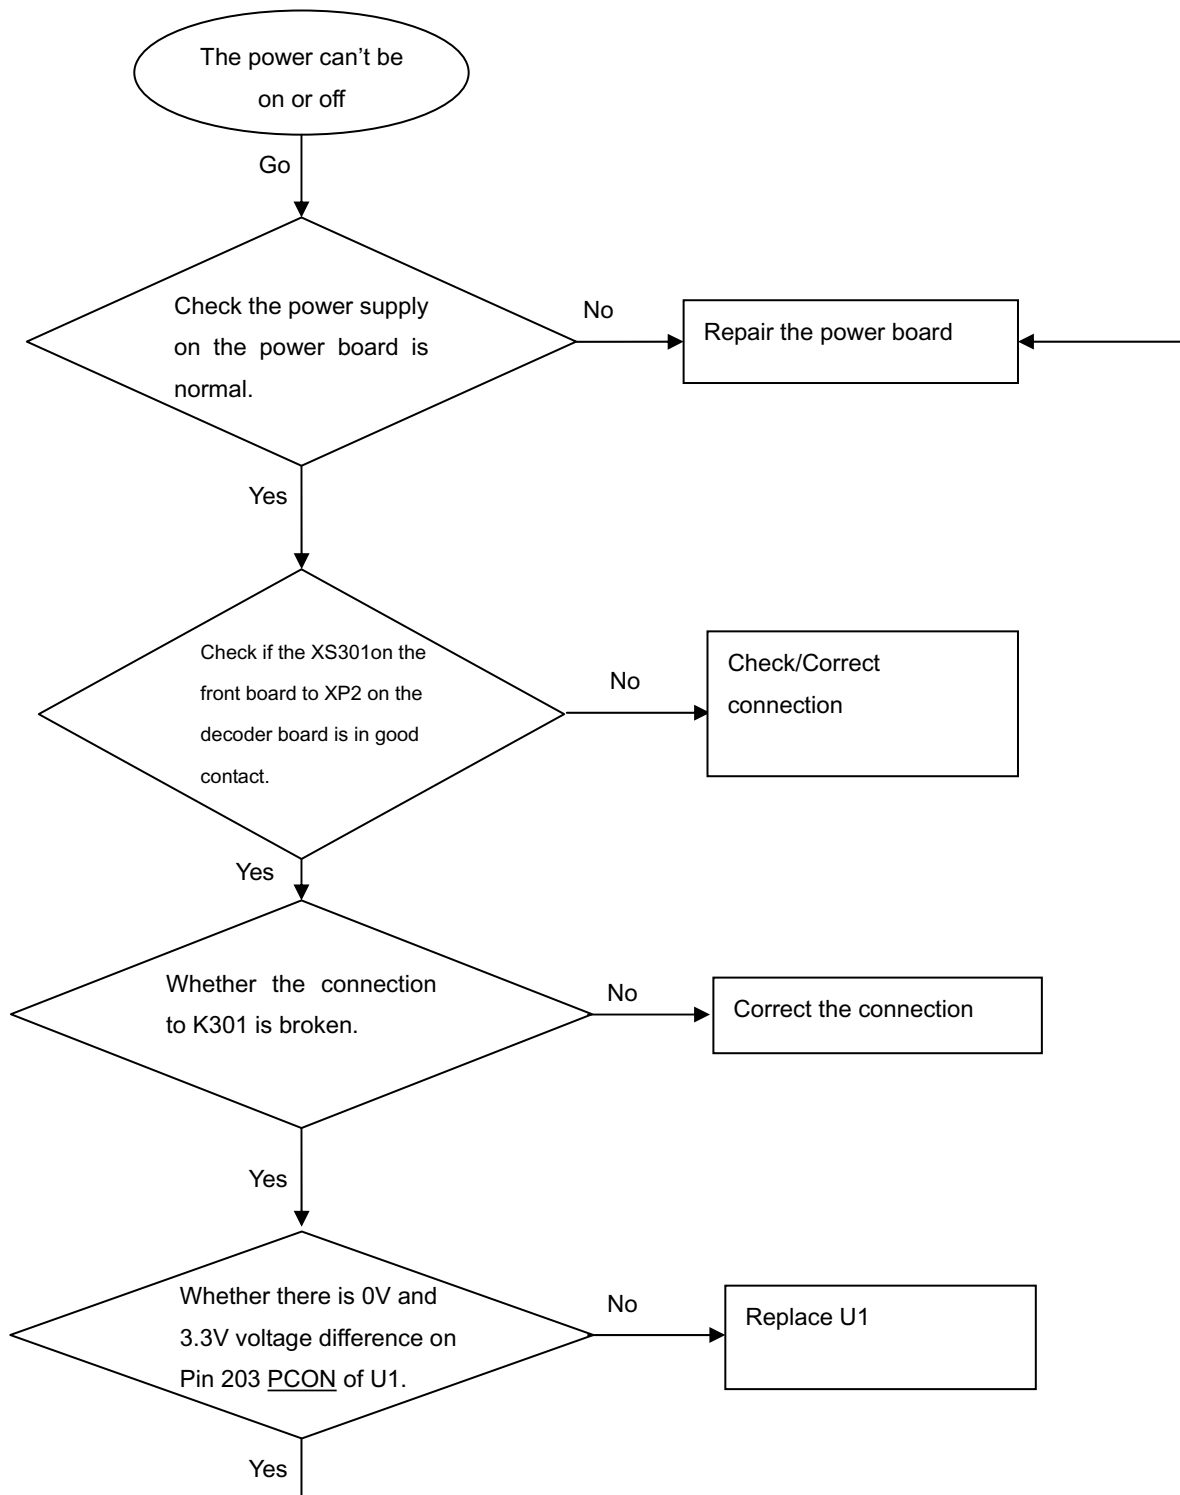 The power can't be
on or off
Go
Check the power supply
on the power board is
normal.
No
Repair the power board
Yes
Check if the XS301on the
front board to XP2 on the
decoder board is in good
contact.
No
Check/Correct
connection
Yes
Whether the connection
to K301 is broken.
No
Correct the connection
Yes
Whether there is 0V and
3.3V voltage difference on
Pin 203 PCON of U1.
No
Replace U1
Yes